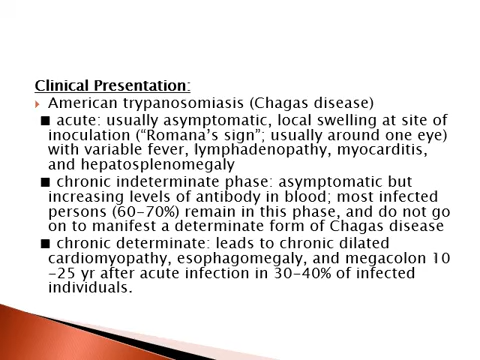 Clinical Presentation:
▸ American trypanosomiasis (Chagas disease)
■ acute: usually asymptomatic, local swelling at site of
inoculation (“Romana’s sign”; usually around one eye)
with variable fever, lymphadenopathy, myocarditis,
and hepatosplenomegaly
■ chronic indeterminate phase: asymptomatic but
increasing levels of antibody in blood; most infected
persons (60-70%) remain in this phase, and do not go
on to manifest a determinate form of Chagas disease
■ chronic determinate: leads to chronic dilated
cardiomyopathy, esophagomegaly, and megacolon 10
-25 yr after acute infection in 30-40% of infected
individuals.